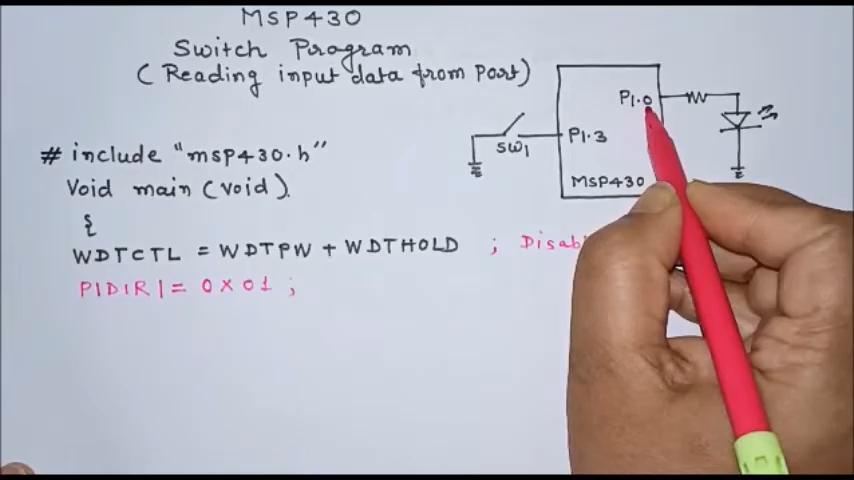 MSP430
Switch Program
(Reading input data from Port)
P1.0
P1.3
SW1
MSP430
# include "msp430.h"
Void main (void)
{
WDTCTL = WDTPW + WDTHOLD ;
P1DIR |= 0X01 ;